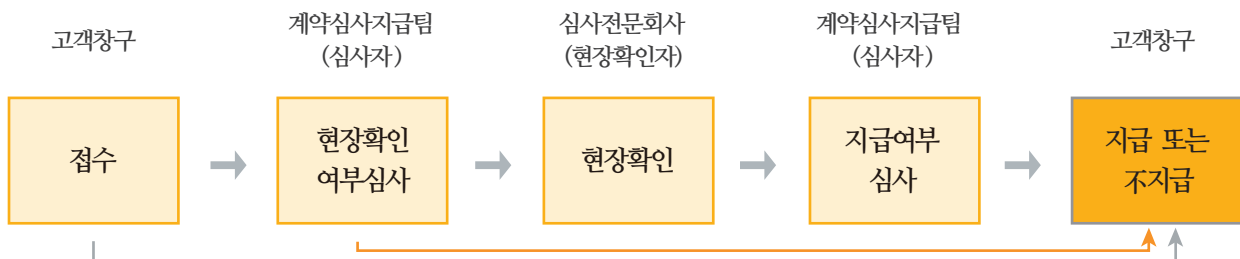 고객창구
계약심사지급팀
(심사자)
심사전문회사
(현장확인자)
계약심사지급팀
(심사자)
고객창구
접수
현장확인
여부심사
현장확인
지급여부
심사
지급 또는
不지급